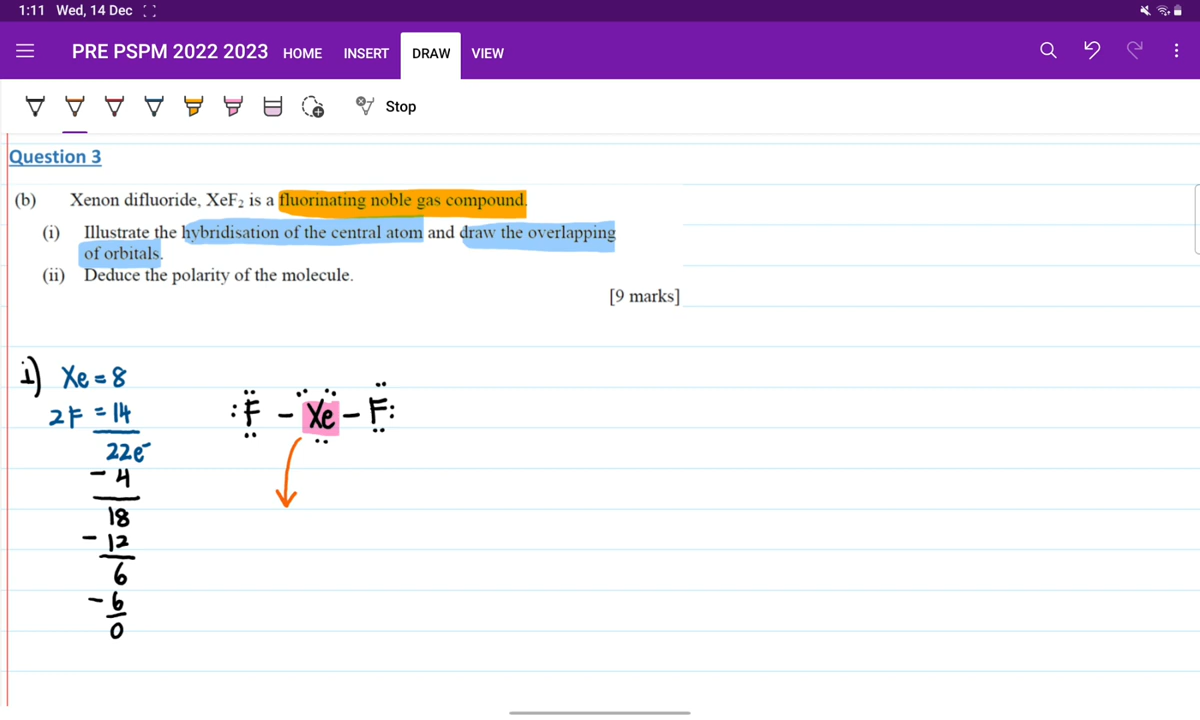 1:11 Wed, 14 Dec
PRE PSPM 2022 2023 HOME INSERT DRAW VIEW
Stop
Question 3
(b) Xenon difluoride, XeF₂ is a fluorinating noble gas compound.
(i) Illustrate the hybridisation of the central atom and draw the overlapping
of orbitals.
(ii) Deduce the polarity of the molecule.
[9 marks]
i) Xe = 8
2F = 14
22e⁻
- 4
18
- 12
6
- 6
0
:F - Xe - F: